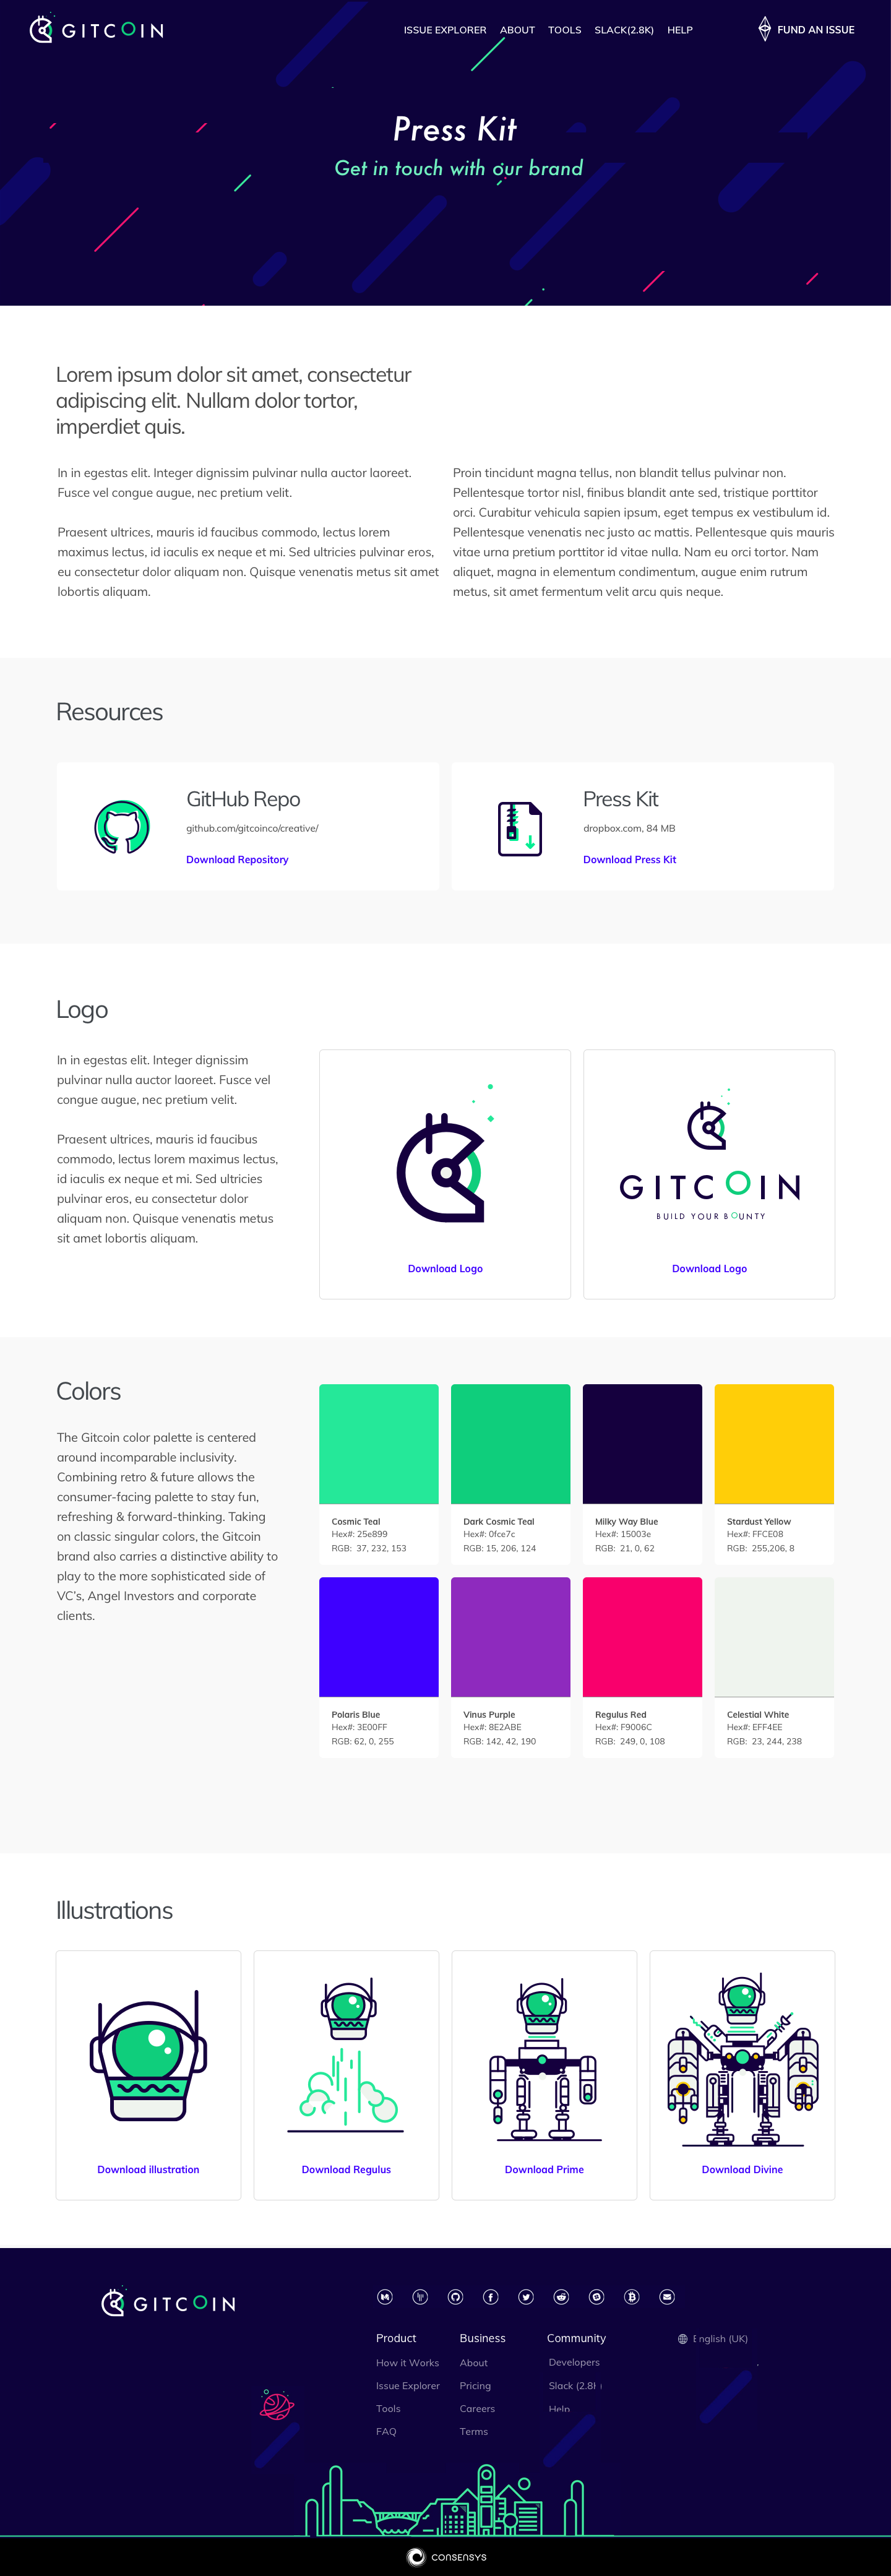 GITCOIN
ISSUE EXPLORER ABOUT TOOLS SLACK(2.8K) HELP
FUND AN ISSUE
Press Kit
Get in touch with our brand
Lorem ipsum dolor sit amet, consectetur
adipiscing elit. Nullam dolor tortor,
imperdiet quis.
In in egestas elit. Integer dignissim pulvinar nulla auctor laoreet.
Fusce vel congue augue, nec pretium velit.
Praesent ultrices, mauris id faucibus commodo, lectus lorem
maximus lectus, id iaculis ex neque et mi. Sed ultricies pulvinar eros,
eu consectetur dolor aliquam non. Quisque venenatis metus sit amet
lobortis aliquam.
Proin tincidunt magna tellus, non blandit tellus pulvinar non.
Pellentesque tortor nisl, finibus blandit ante sed, tristique porttitor
orci. Curabitur vehicula sapien ipsum, eget tempus ex vestibulum id.
Pellentesque venenatis nec justo ac mattis. Pellentesque quis mauris
vitae urna pretium porttitor id vitae nulla. Nam eu orci tortor. Nam
aliquet, magna in elementum condimentum, augue enim rutrum
metus, sit amet fermentum velit arcu quis neque.
Resources
GitHub Repo
github.com/gitcoinco/creative/
Download Repository
Press Kit
dropbox.com, 84 MB
Download Press Kit
Logo
In in egestas elit. Integer dignissim
pulvinar nulla auctor laoreet. Fusce vel
congue augue, nec pretium velit.
Praesent ultrices, mauris id faucibus
commodo, lectus lorem maximus lectus,
id iaculis ex neque et mi. Sed ultricies
pulvinar eros, eu consectetur dolor
aliquam non. Quisque venenatis metus
sit amet lobortis aliquam.
Download Logo
GITCOIN
BUILD YOUR BOUNTY
Download Logo
Colors
The Gitcoin color palette is centered
around incomparable inclusivity.
Combining retro & future allows the
consumer-facing palette to stay fun,
refreshing & forward-thinking. Taking
on classic singular colors, the Gitcoin
brand also carries a distinctive ability to
play to the more sophisticated side of
VC's, Angel Investors and corporate
clients.
Cosmic Teal
Hex#: 25e899
RGB: 37, 232, 153
Dark Cosmic Teal
Hex#: 0fce7c
RGB: 15, 206, 124
Milky Way Blue
Hex#: 15003e
RGB: 21, 0, 62
Stardust Yellow
Hex#: FFCE08
RGB: 255,206, 8
Polaris Blue
Hex#: 3E00FF
RGB: 62, 0, 255
Vinus Purple
Hex#: 8E2ABE
RGB: 142, 42, 190
Regulus Red
Hex#: F9006C
RGB: 249, 0, 108
Celestial White
Hex#: EFF4EE
RGB: 23, 244, 238
Illustrations
Download illustration
Download Regulus
Download Prime
Download Divine
GITCOIN
Product
How it Works
Issue Explorer
Tools
FAQ
Business
About
Pricing
Careers
Terms
Community
Developers
Slack (2.8
Help
English (UK)
CONSENSYS